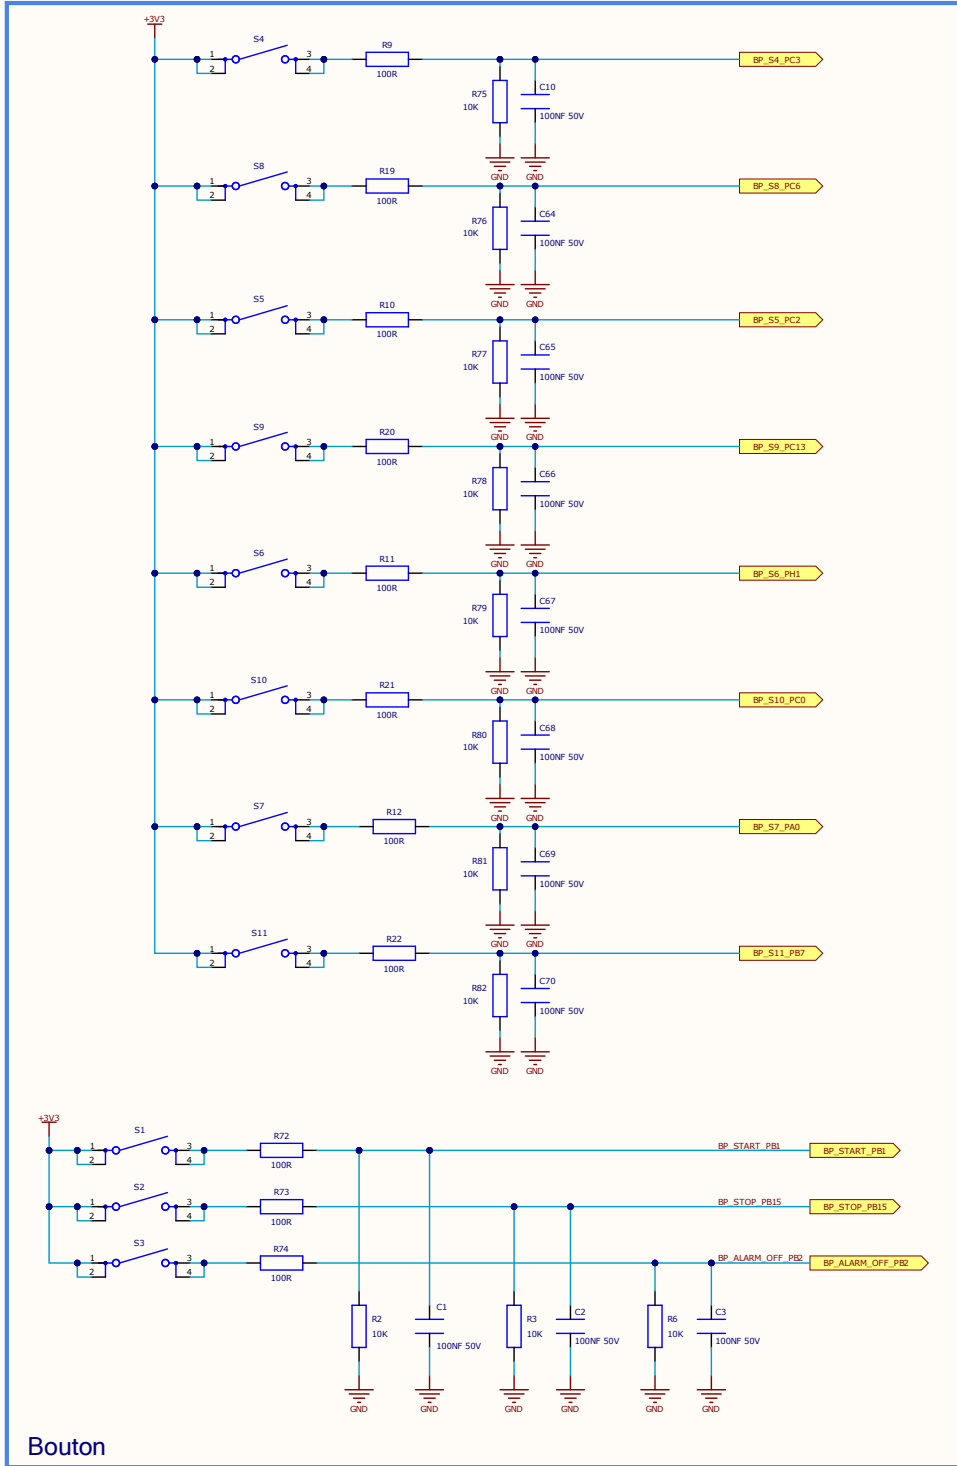 +3V3
S4
1 3
2 4
R9
100R
R75
10K
C10
100NF 50V
GND GND
BP_S4_PC3
S8
1 3
2 4
R19
100R
R76
10K
C64
100NF 50V
GND GND
BP_S8_PC6
S5
1 3
2 4
R10
100R
R77
10K
C65
100NF 50V
GND GND
BP_S5_PC2
S9
1 3
2 4
R20
100R
R78
10K
C66
100NF 50V
GND GND
BP_S9_PC13
S6
1 3
2 4
R11
100R
R79
10K
C67
100NF 50V
GND GND
BP_S6_PH1
S10
1 3
2 4
R21
100R
R80
10K
C68
100NF 50V
GND GND
BP_S10_PC0
S7
1 3
2 4
R12
100R
R81
10K
C69
100NF 50V
GND GND
BP_S7_PA0
S11
1 3
2 4
R22
100R
R82
10K
C70
100NF 50V
GND GND
BP_S11_PB7
+3V3
S1
1 3
2 4
R72
100R
BP_START_PB1
BP_START_PB1
S2
1 3
2 4
R73
100R
BP_STOP_PB15
BP_STOP_PB15
S3
1 3
2 4
R74
100R
BP_ALARM_OFF_PB2
BP_ALARM_OFF_PB2
R2
10K
C1
100NF 50V
R3
10K
C2
100NF 50V
R6
10K
C3
100NF 50V
GND GND GND GND GND GND
Bouton